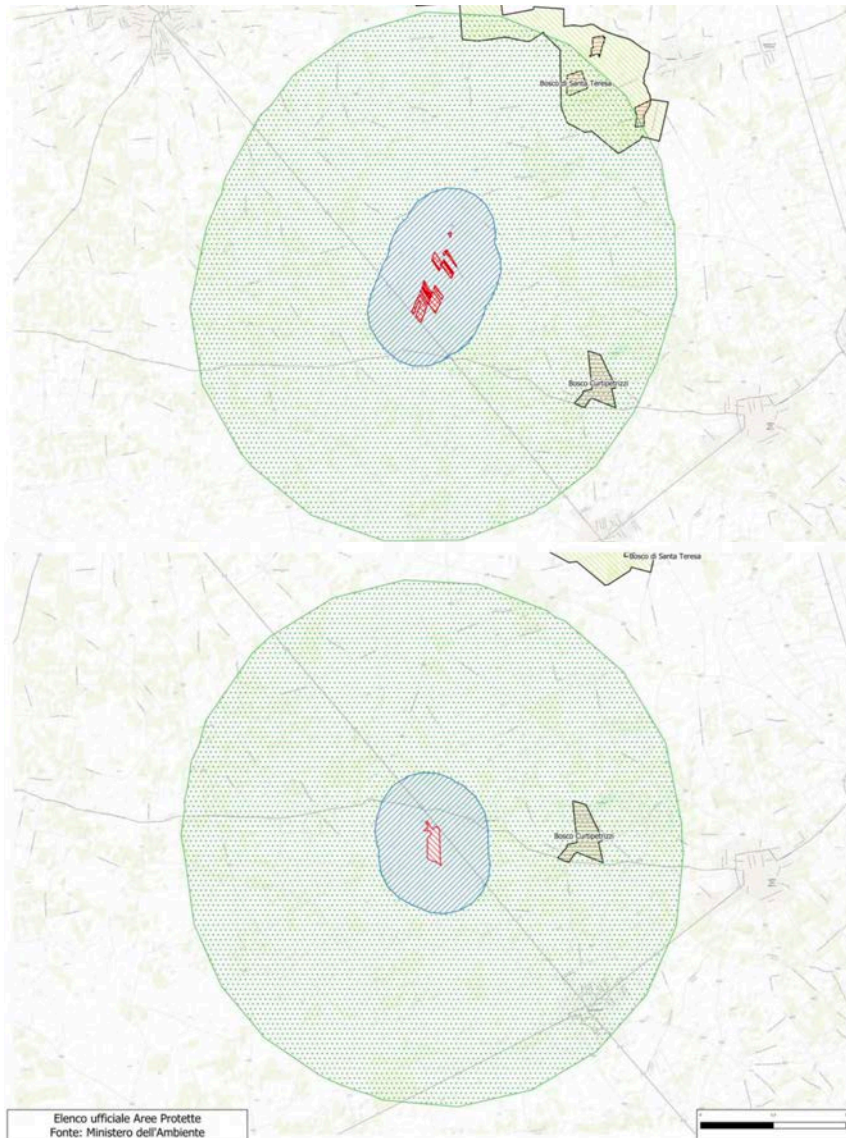 Bosco di Santa Teresa
Bosco Curtipetrizzi
Bosco di Santa Teresa
Bosco Curtipetrizzi
Elenco ufficiale Aree Protette
Fonte: Ministero dell'Ambiente